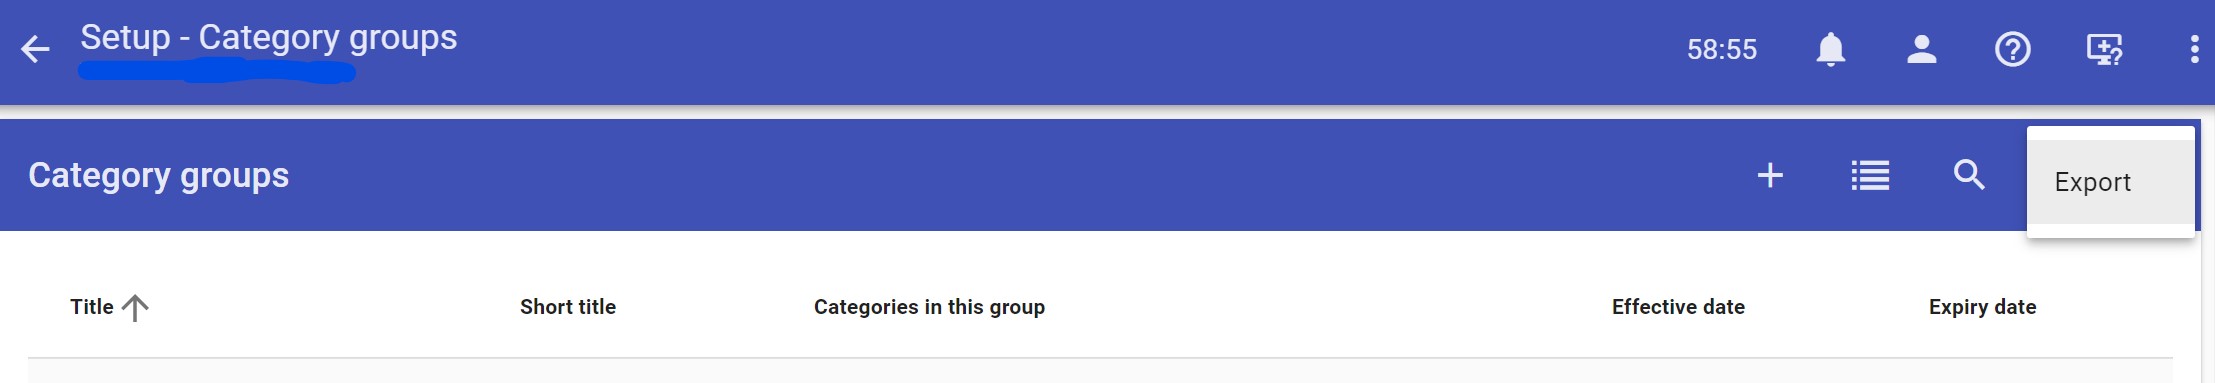 Setup - Category groups
58:55
Category groups
Export
Title
Short title
Categories in this group
Effective date
Expiry date